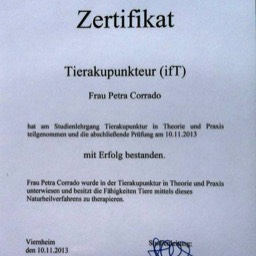 Zertifikat
Tierakupunkteur (ifT)
Frau Petra Corrado
hat am Studienlehrgang Tierakupunktur in Theorie und Praxis
teilgenommen und die abschließende Prüfung am 10.11.2013
mit Erfolg bestanden.
Frau Petra Corrado wurde in der Tierakupunktur in Theorie und Praxis
unterwiesen und besitzt die Fähigkeiten Tiere mittels dieses
Naturheilverfahrens zu therapieren.
Viernheim
den 10.11.2013